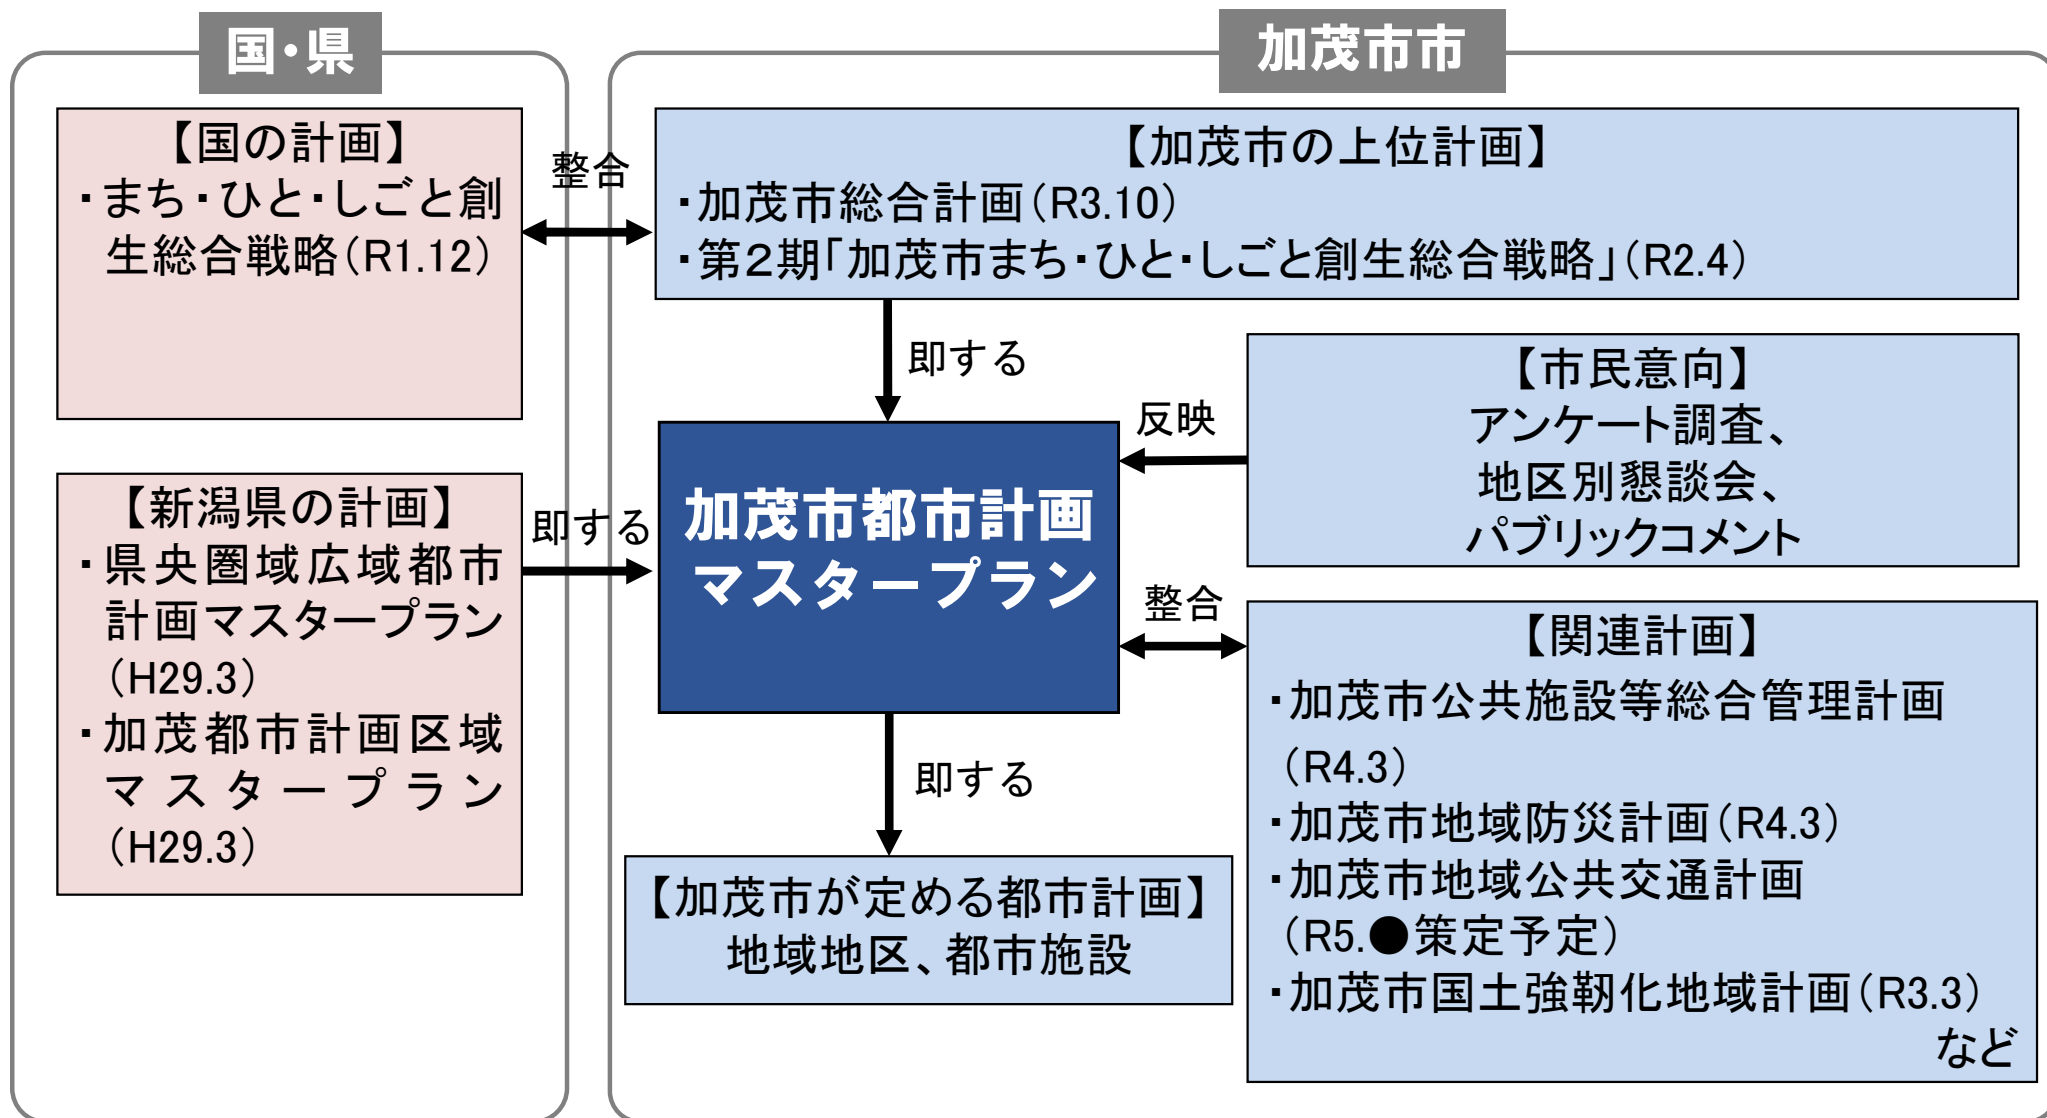 国・県
【国の計画】
・まち・ひと・しごと創
生総合戦略（R1.12）
【新潟県の計画】
・県央圏域広域都市
計画マスタープラン
（H29.3）
・加茂都市計画区域
マスタープラン
（H29.3）
整合
即する
加茂市市
【加茂市の上位計画】
・加茂市総合計画（R3.10）
・第２期「加茂市まち・ひと・しごと創生総合戦略」（R2.4）
即する
加茂市都市計画
マスタープラン
反映
【市民意向】
アンケート調査、
地区別懇談会、
パブリックコメント
整合
【関連計画】
・加茂市公共施設等総合管理計画
（R4.3）
・加茂市地域防災計画（R4.3）
・加茂市地域公共交通計画
（R5.●策定予定）
・加茂市国土強靭化地域計画（R3.3）
など
即する
【加茂市が定める都市計画】
地域地区、都市施設